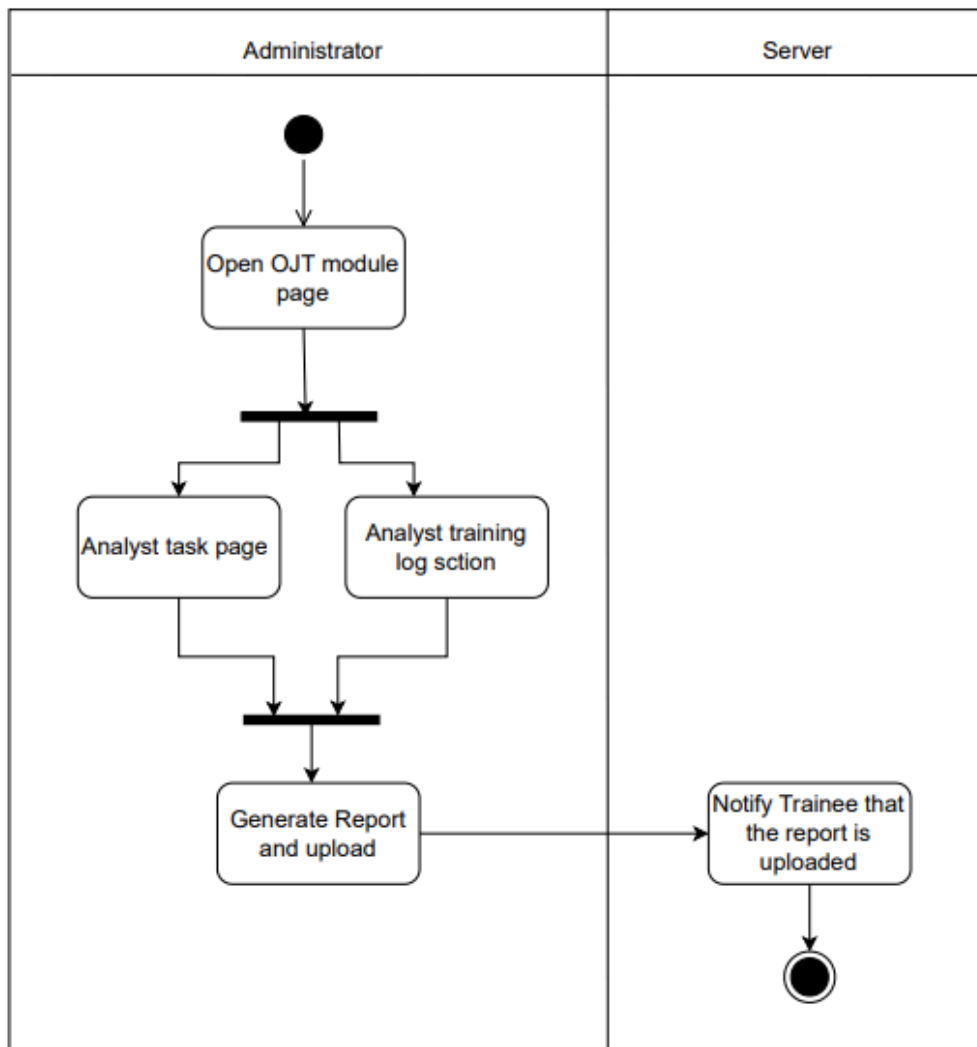 Administrator
Server
Open OJT module
page
Analyst task page
Analyst training
log sction
Generate Report
and upload
Notify Trainee that
the report is
uploaded